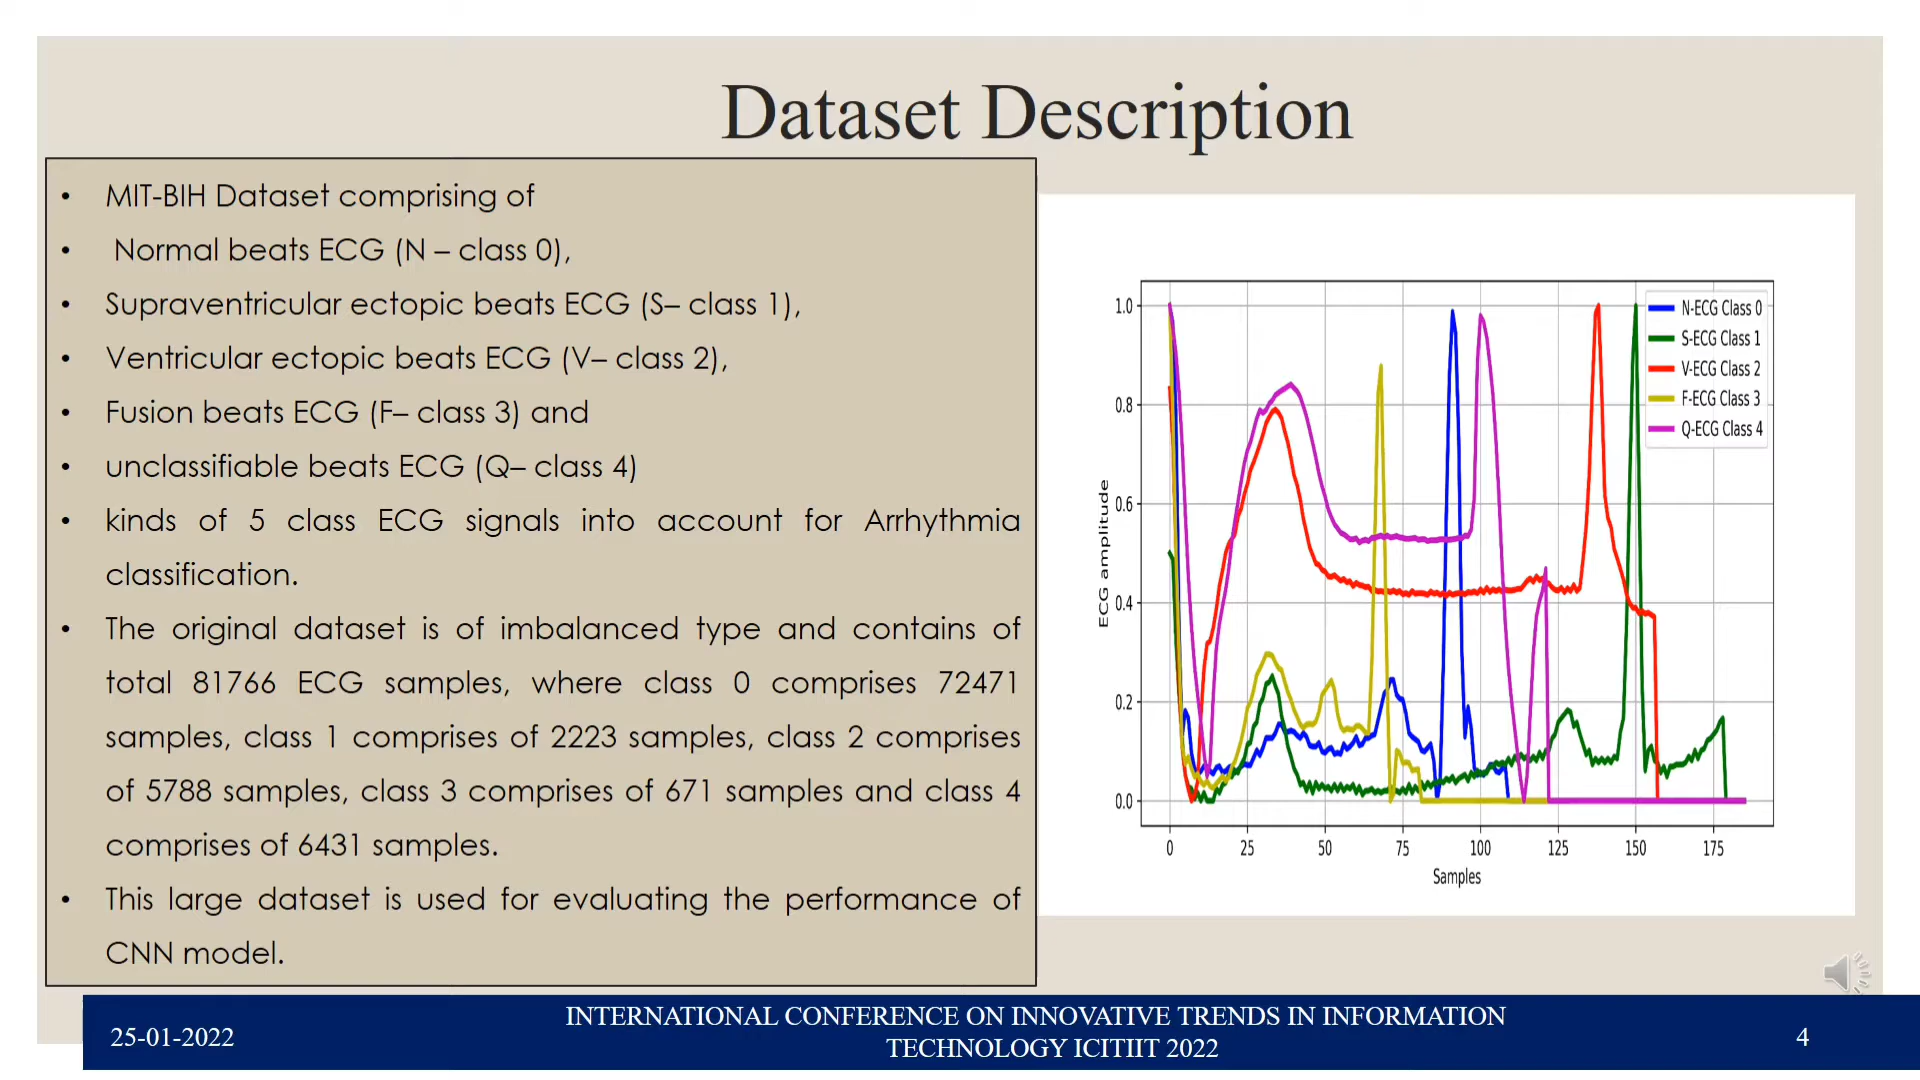 Dataset Description
• MIT-BIH Dataset comprising of
• Normal beats ECG (N – class 0),
• Supraventricular ectopic beats ECG (S– class 1),
• Ventricular ectopic beats ECG (V– class 2),
• Fusion beats ECG (F– class 3) and
• unclassifiable beats ECG (Q– class 4)
• kinds of 5 class ECG signals into account for Arrhythmia
classification.
• The original dataset is of imbalanced type and contains of
total 81766 ECG samples, where class 0 comprises 72471
samples, class 1 comprises of 2223 samples, class 2 comprises
of 5788 samples, class 3 comprises of 671 samples and class 4
comprises of 6431 samples.
• This large dataset is used for evaluating the performance of
CNN model.
ECG amplitude
1.0
0.8
0.6
0.4
0.2
0.0
N-ECG Class 0
S-ECG Class 1
V-ECG Class 2
F-ECG Class 3
Q-ECG Class 4
0 25 50 75 100 125 150 175
Samples
25-01-2022
INTERNATIONAL CONFERENCE ON INNOVATIVE TRENDS IN INFORMATION
TECHNOLOGY ICITIIT 2022
4